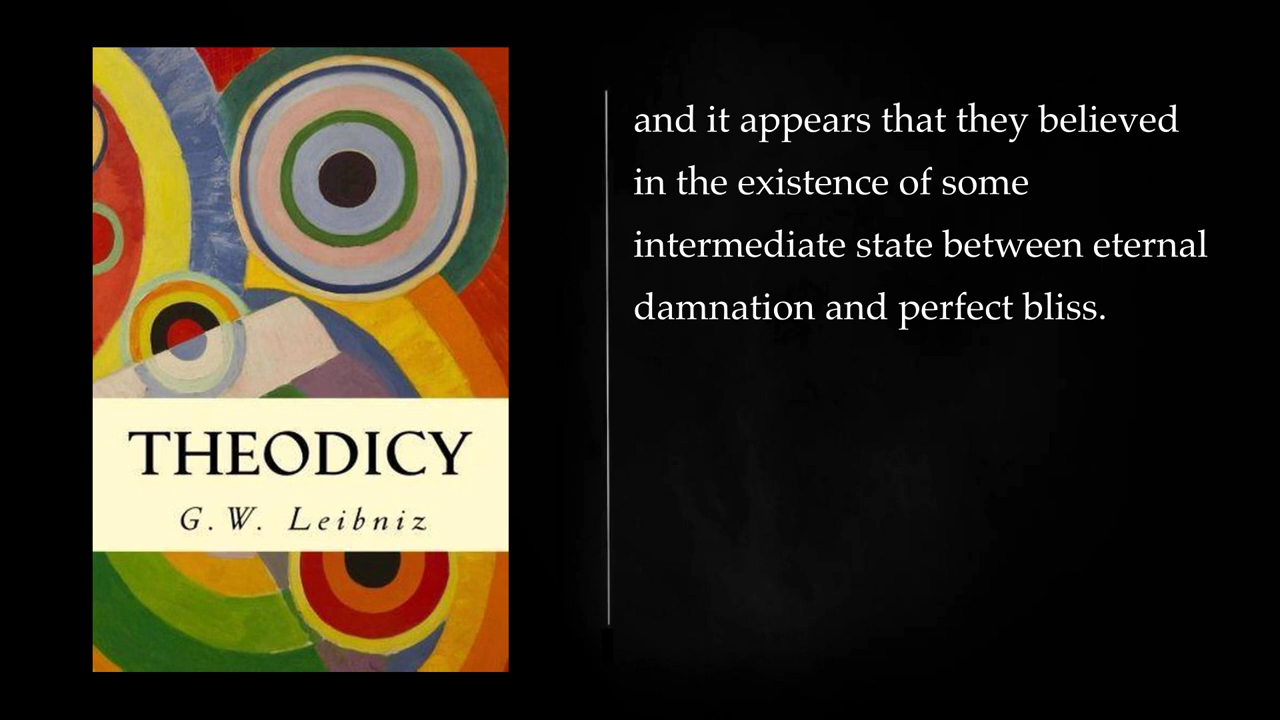 THEODICY
G. W. Leibniz
and it appears that they believed
in the existence of some
intermediate state between eternal
damnation and perfect bliss.